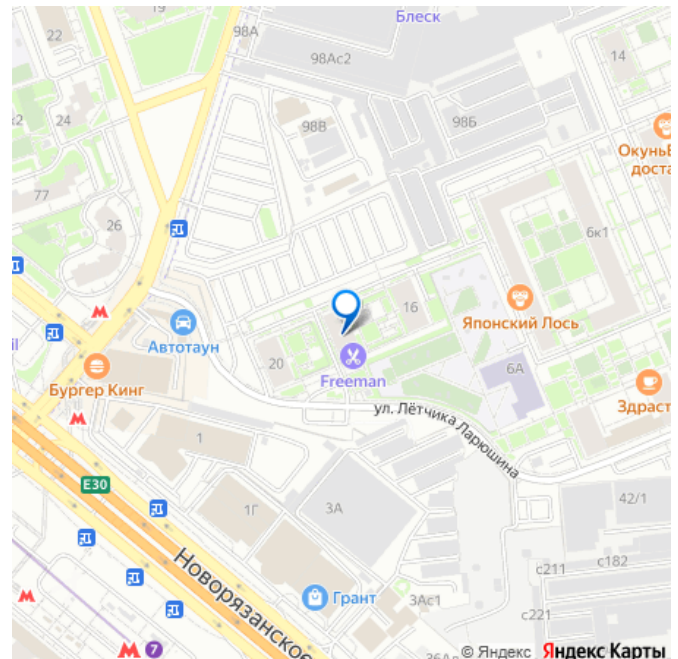 22
19
98А
Блеск
98Ас2
14
24
98В
98Б
Окунь
доста
77
26
6к1
16
Японский Лось
Автотаун
20
Freeman
6А
Бургер Кинг
Здраст
ул. Лётчика Ларюшина
1
E30
1Г
3А
42/1
Новорязанское
с182
с211
Грант
3Ас1
с221
7
© Яндекс Яндекс Карты